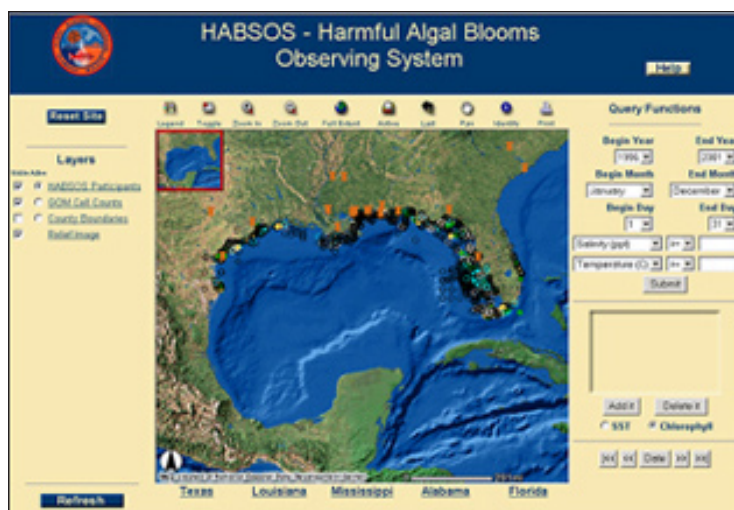 HABSOS - Harmful Algal Blooms
Observing System
Help
Reset Site
Legend Toggle Zoom In Zoom Out Full Extent Active Last Pan Identify Print
Query Functions
Begin Year End Year
1996 2001
Begin Month End Month
January December
Begin Day End Day
1 31
Salinity (ppt)
Temperature (C)
Submit
Layers
HABSOS Participants
GOM Cell Counts
County Boundaries
Relief Image
Add it Delete it
SST Chlorophyll
|<< << Date >> >>|
Refresh
Texas Louisiana Mississippi Alabama Florida